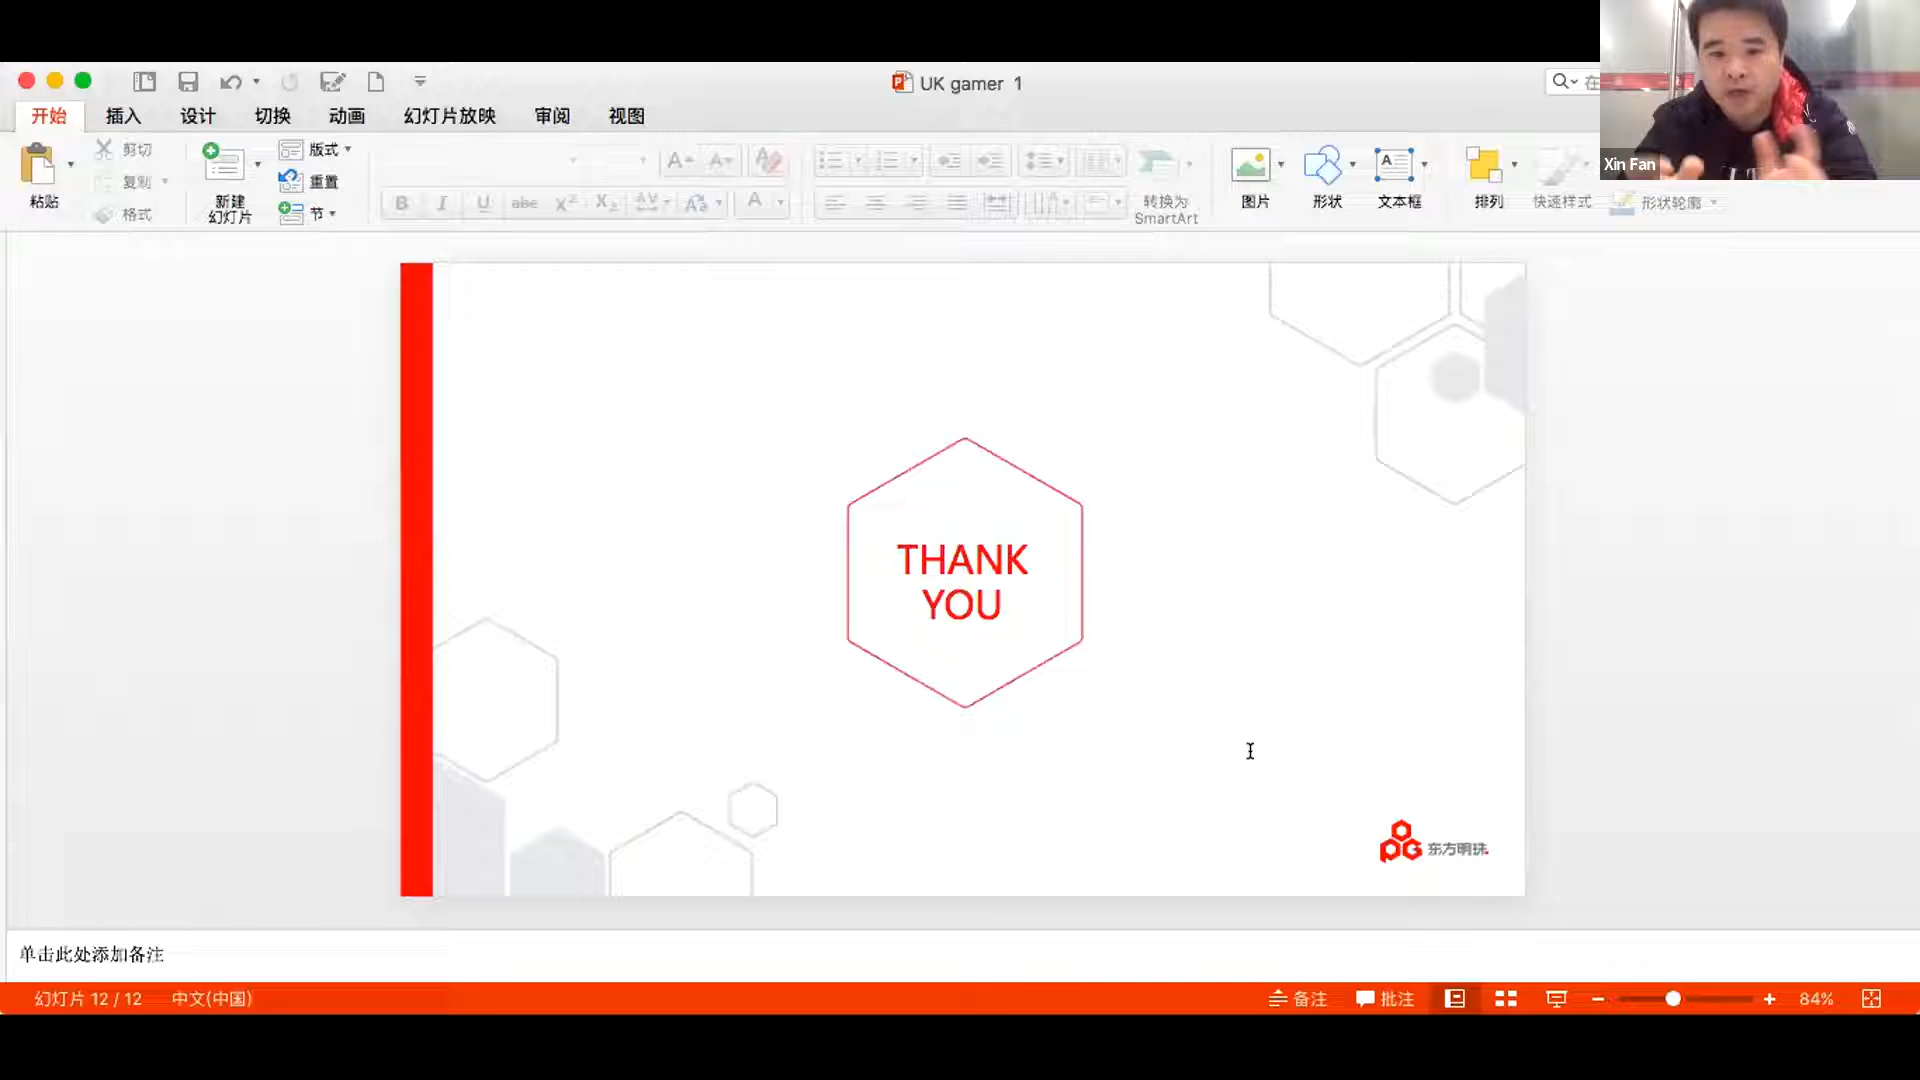 UK gamer 1
在
开始 插入 设计 切换 动画 幻灯片放映 审阅 视图
粘贴
剪切
复制
格式
新建
幻灯片
版式
重置
节
转换为
SmartArt
图片
形状
文本框
排列
快速样式
形状轮廓
Xin Fan
THANK
YOU
东方明珠
单击此处添加备注
幻灯片 12 / 12 中文(中国)
备注 批注 84%